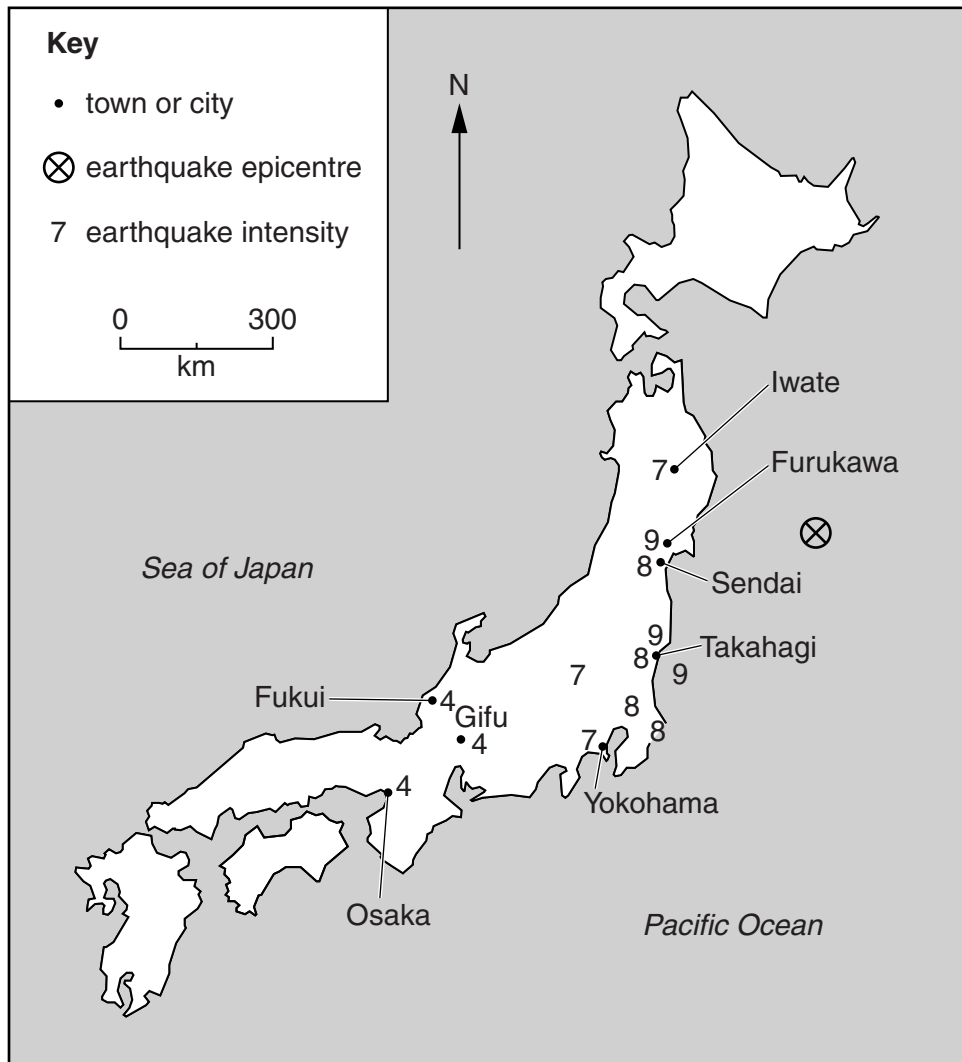 Key
town or city
earthquake epicentre
7 earthquake intensity
0 300
km
N
Iwate
7
Furukawa
9
8
Sendai
Sea of Japan
9
Takahagi
8
9
7
Fukui
4
8
Gifu
8
4
7
Yokohama
4
Osaka
Pacific Ocean